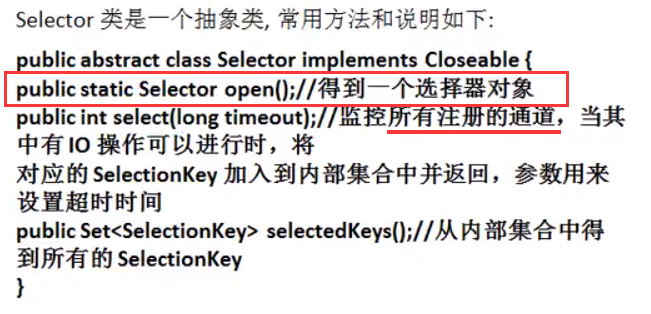 Selector 类是一个抽象类, 常用方法和说明如下:
public abstract class Selector implements Closeable {
public static Selector open();//得到一个选择器对象
public int select(long timeout);//监控所有注册的通道，当其
中有 IO 操作可以进行时，将
对应的 SelectionKey 加入到内部集合中并返回，参数用来
设置超时时间
public Set<SelectionKey> selectedKeys();//从内部集合中得
到所有的 SelectionKey
}